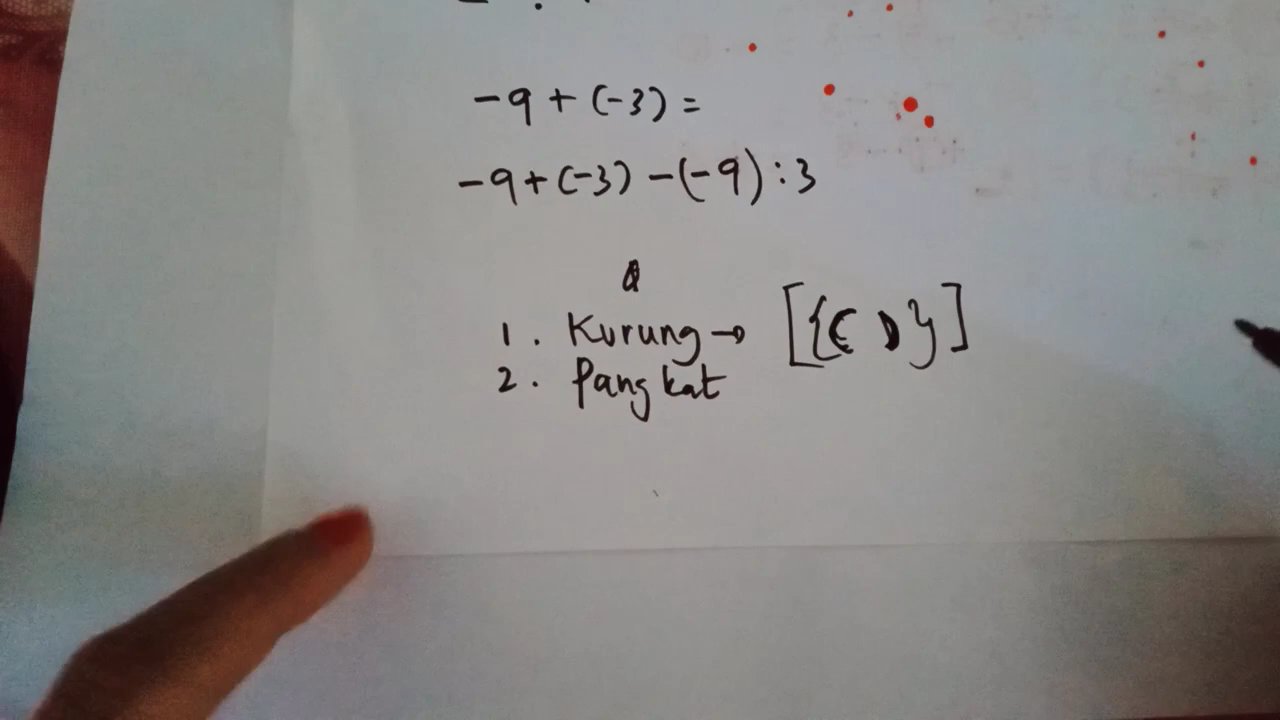 -9 + (-3) =
-9 + (-3) - (-9) : 3
1. Kurung → [{( )}]
2. Pangkat